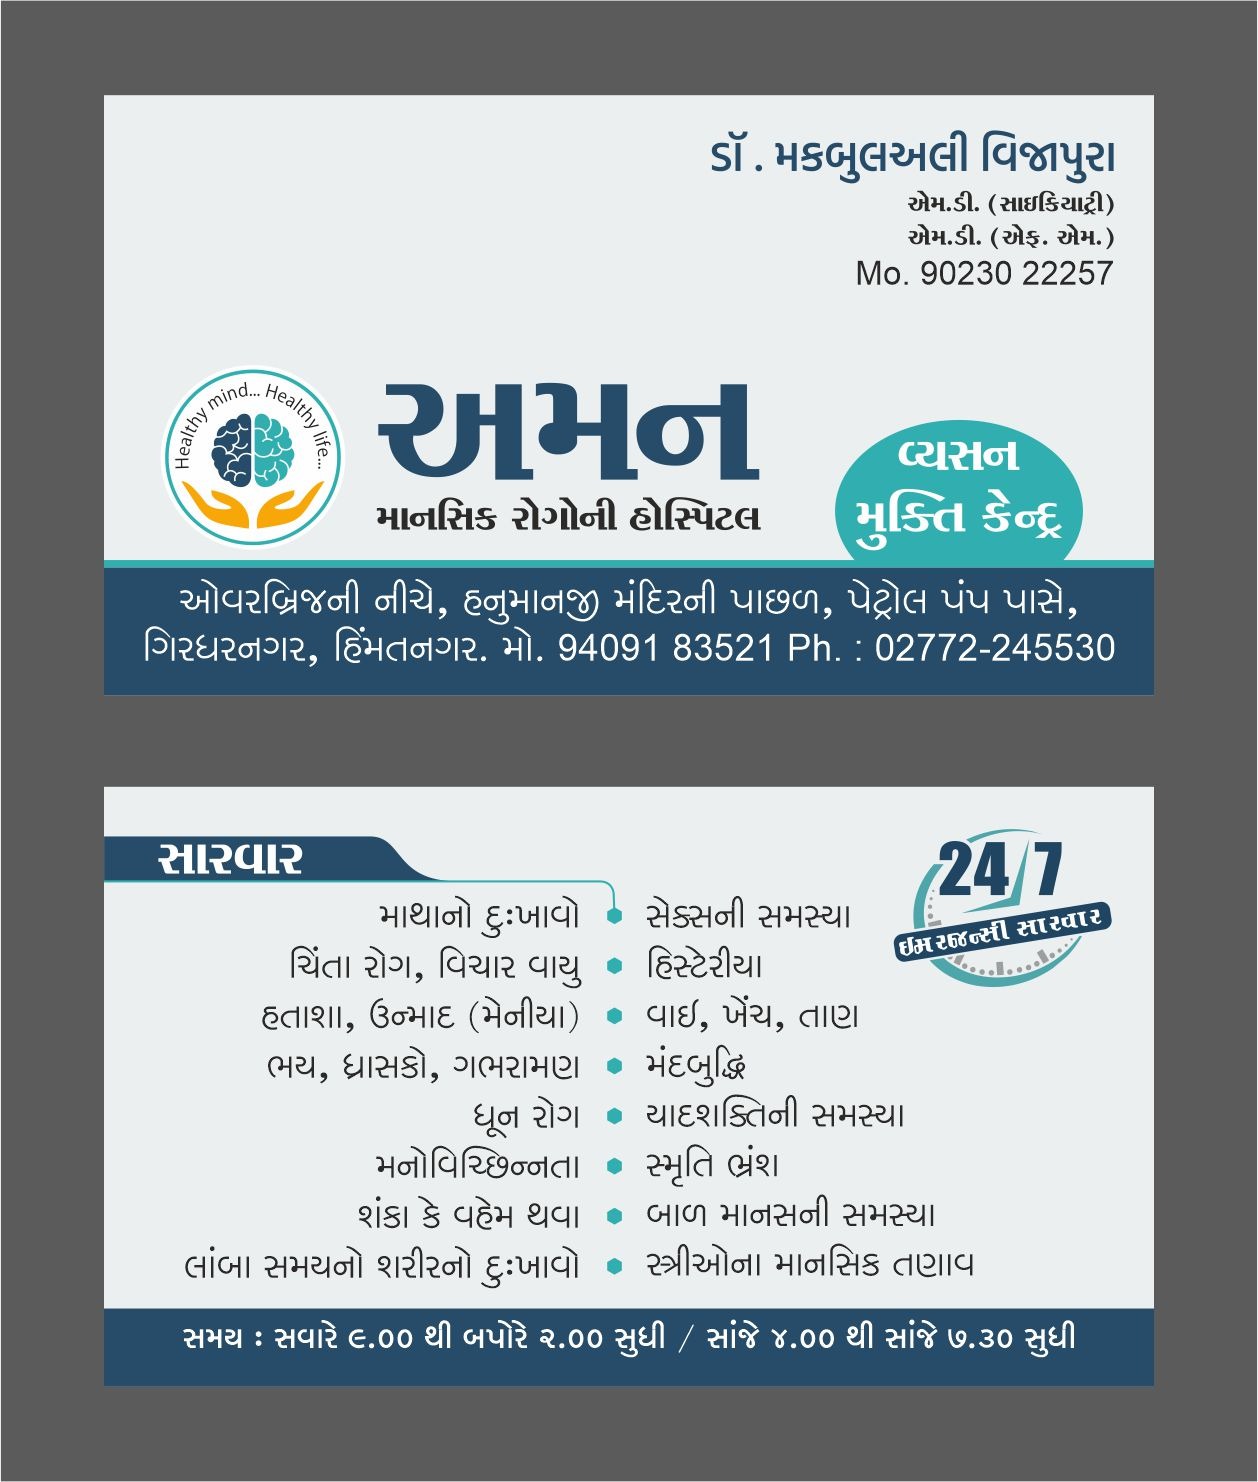 ડૉ . મકબુલઅલી વિજાપુરા
એમ.ડી. (સાઇકિયાટ્રી)
એમ.ડી. (એફ. એમ.)
Mo. 90230 22257
Healthy mind... Healthy life...
અમન
માનસિક રોગોની હોસ્પિટલ
વ્યસન
મુક્તિ કેન્દ્ર
ઓવરબ્રિજની નીચે, હનુમાનજી મંદિરની પાછળ, પેટ્રોલ પંપ પાસે,
ગિરધરનગર, હિંમતનગર. મો. 94091 83521 Ph. : 02772-245530
સારવાર
24/7
ઈમરજન્સી સારવાર
માથાનો દુઃખાવો
ચિંતા રોગ, વિચાર વાયુ
હતાશા, ઉન્માદ (મેનીયા)
ભય, ધ્રાસકો, ગભરામણ
ધૂન રોગ
મનોવિચ્છિન્નતા
શંકા કે વહેમ થવા
લાંબા સમયનો શરીરનો દુઃખાવો
સેક્સની સમસ્યા
હિસ્ટેરીયા
વાઇ, ખેંચ, તાણ
મંદબુદ્ધિ
યાદશક્તિની સમસ્યા
સ્મૃતિ ભ્રંશ
બાળ માનસની સમસ્યા
સ્ત્રીઓના માનસિક તણાવ
સમય : સવારે ૯.૦૦ થી બપોરે ૨.૦૦ સુધી / સાંજે ૪.૦૦ થી સાંજે ૭.૩૦ સુધી